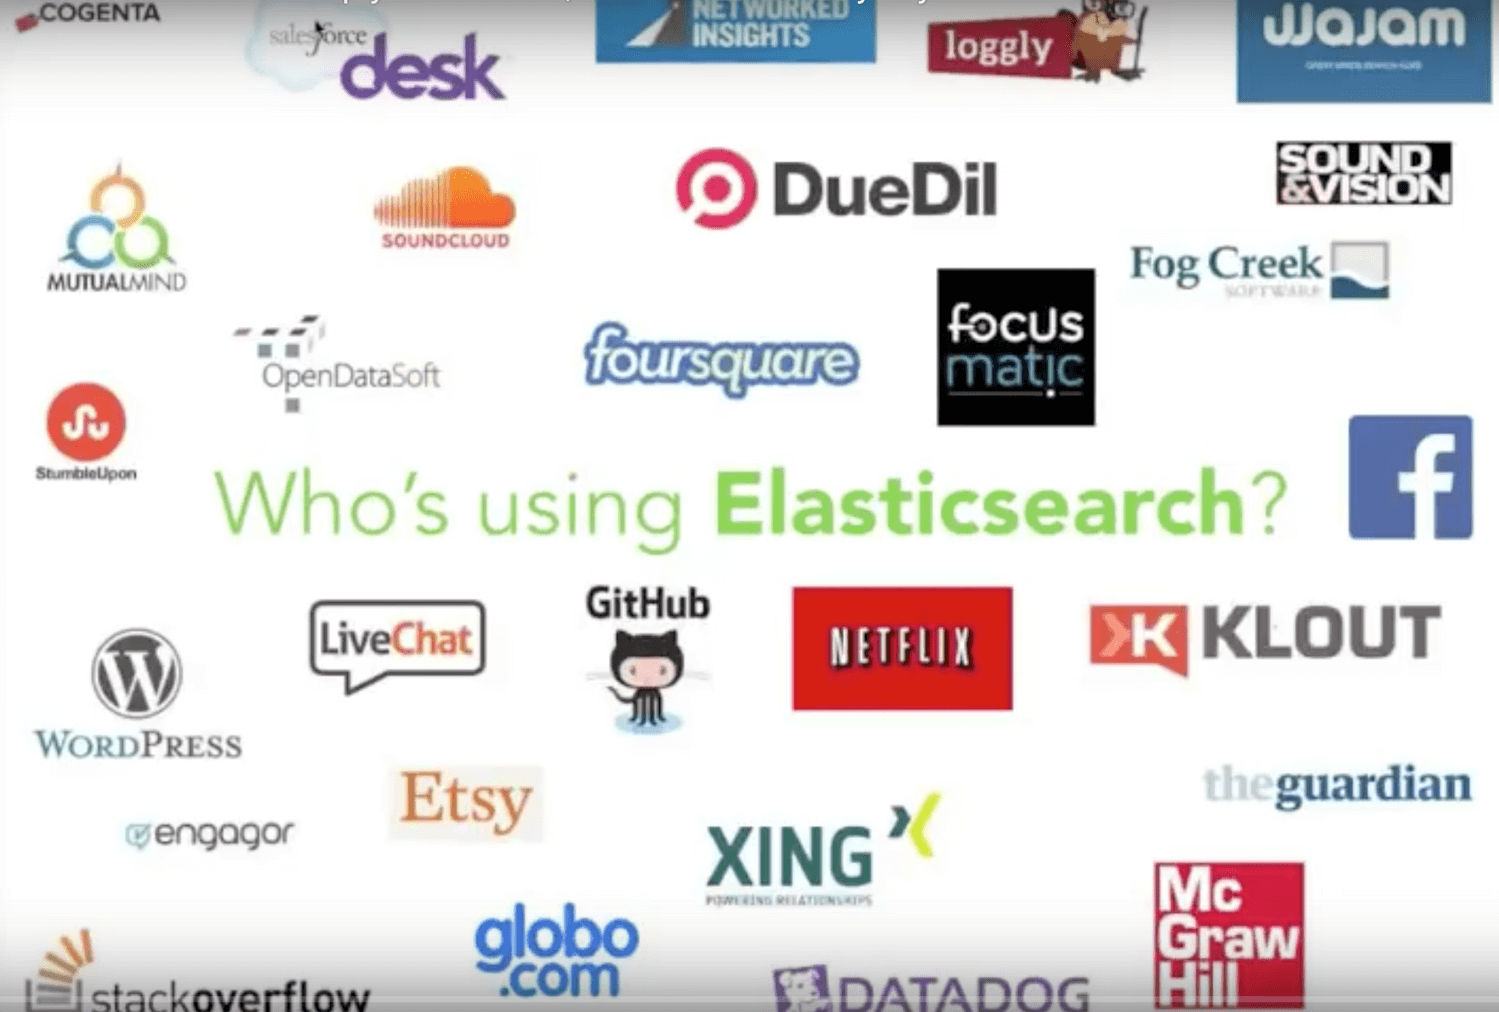 COGENTA
salesforce
desk
NETWORKED
INSIGHTS
loggly
wajam
MUTUALMIND
SOUNDCLOUD
DueDil
SOUND
&VISION
Fog Creek
SOFTWARE
OpenDataSoft
foursquare
focus
matic
StumbleUpon
Who's using Elasticsearch?
f
WORDPRESS
LiveChat
GitHub
NETFLIX
K KLOUT
theguardian
engagor
Etsy
XING
POWERING RELATIONSHIPS
Mc
Graw
Hill
globo
.com
stackoverflow
DATADOG